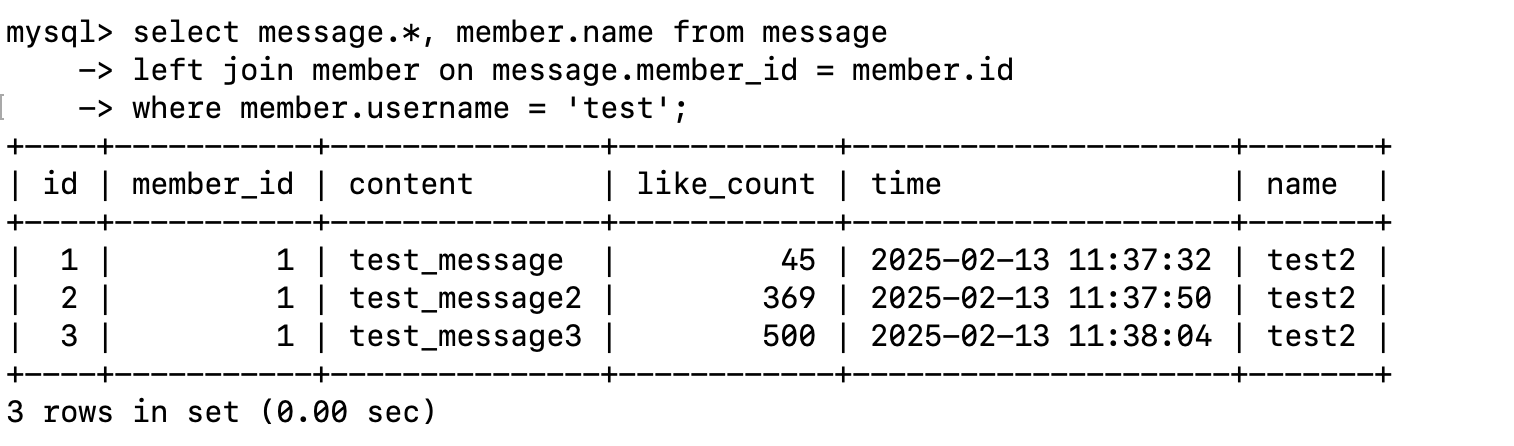 mysql> select message.*, member.name from message
    -> left join member on message.member_id = member.id
    -> where member.username = 'test';
+----+-----------+---------------+------------+---------------------+-------+
| id | member_id | content       | like_count | time                | name  |
+----+-----------+---------------+------------+---------------------+-------+
|  1 |         1 | test_message  |         45 | 2025-02-13 11:37:32 | test2 |
|  2 |         1 | test_message2 |        369 | 2025-02-13 11:37:50 | test2 |
|  3 |         1 | test_message3 |        500 | 2025-02-13 11:38:04 | test2 |
+----+-----------+---------------+------------+---------------------+-------+
3 rows in set (0.00 sec)